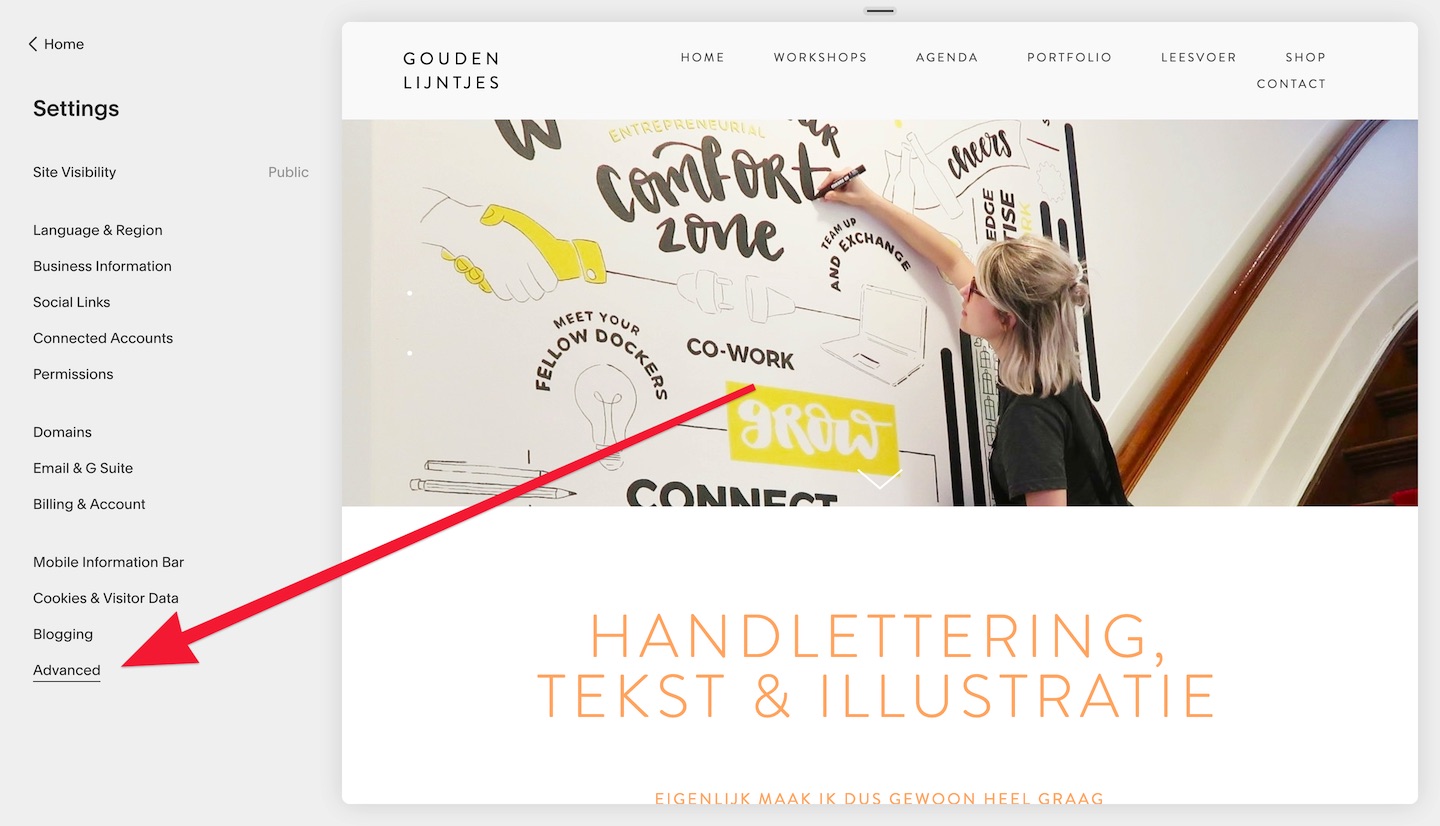 Home
Settings
Site Visibility Public
Language & Region
Business Information
Social Links
Connected Accounts
Permissions
Domains
Email & G Suite
Billing & Account
Mobile Information Bar
Cookies & Visitor Data
Blogging
Advanced
GOUDEN
LIJNTJES
HOME WORKSHOPS AGENDA PORTFOLIO LEESVOER SHOP
CONTACT
ENTREPRENEURIAL
COMFORT
ZONE
cheers
TEAM UP
AND EXCHANGE
MEET YOUR
FELLOW DOCKERS
CO-WORK
GROW
CONNECT
HANDLETTERING,
TEKST & ILLUSTRATIE
EIGENLIJK MAAK IK DUS GEWOON HEEL GRAAG